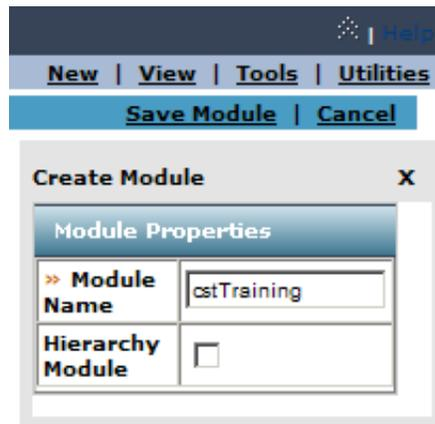 | Help
New | View | Tools | Utilities
Save Module | Cancel
Create Module X
Module Properties
» Module Name
cstTraining
Hierarchy Module